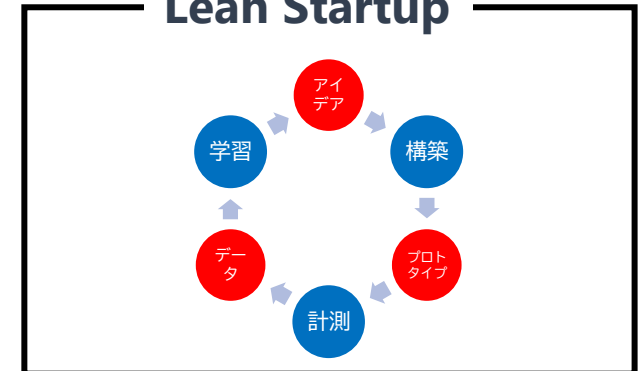 Lean Startup
アイ
デア
構築
プロト
タイプ
計測
デー
タ
学習